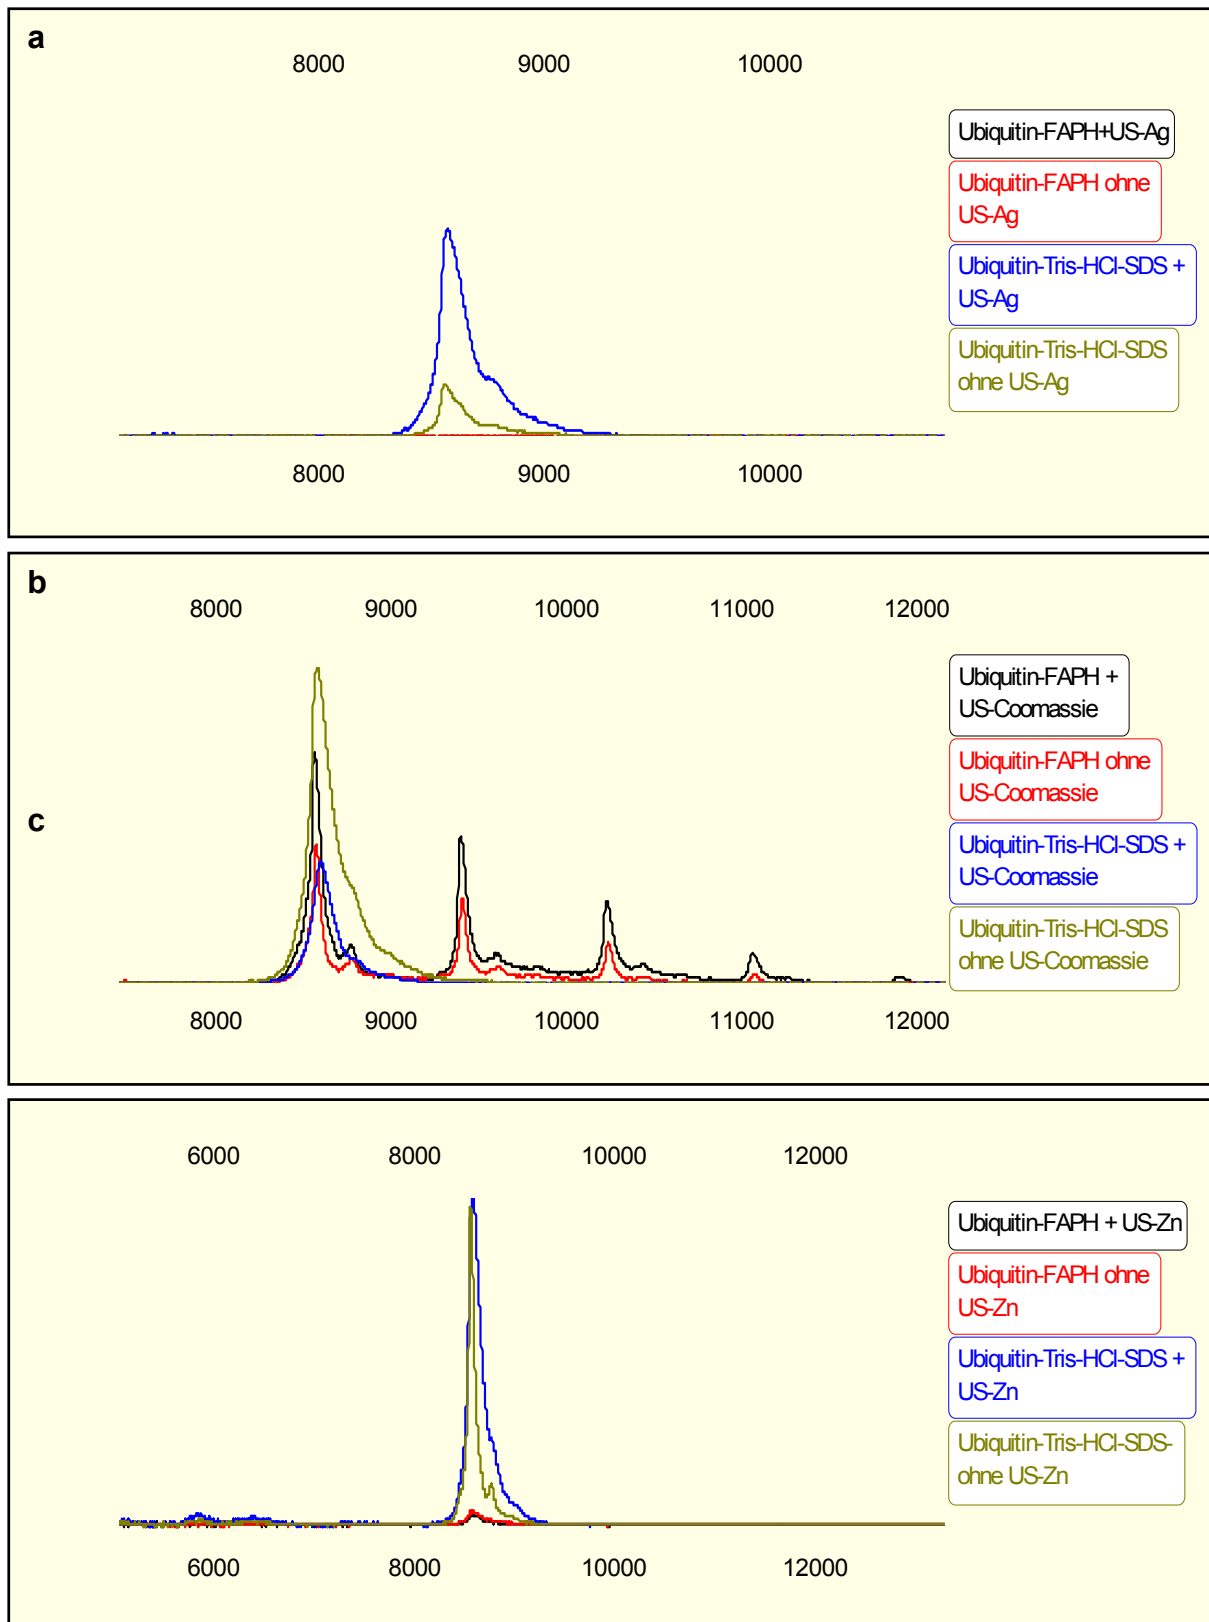 a
8000 9000 10000
Ubiquitin-FAPH+US-Ag
Ubiquitin-FAPH ohne
US-Ag
Ubiquitin-Tris-HCl-SDS +
US-Ag
Ubiquitin-Tris-HCl-SDS
ohne US-Ag
8000 9000 10000
b
8000 9000 10000 11000 12000
Ubiquitin-FAPH +
US-Coomassie
Ubiquitin-FAPH ohne
US-Coomassie
c
Ubiquitin-Tris-HCl-SDS +
US-Coomassie
Ubiquitin-Tris-HCl-SDS
ohne US-Coomassie
8000 9000 10000 11000 12000
6000 8000 10000 12000
Ubiquitin-FAPH + US-Zn
Ubiquitin-FAPH ohne
US-Zn
Ubiquitin-Tris-HCl-SDS +
US-Zn
Ubiquitin-Tris-HCl-SDS-
ohne US-Zn
6000 8000 10000 12000